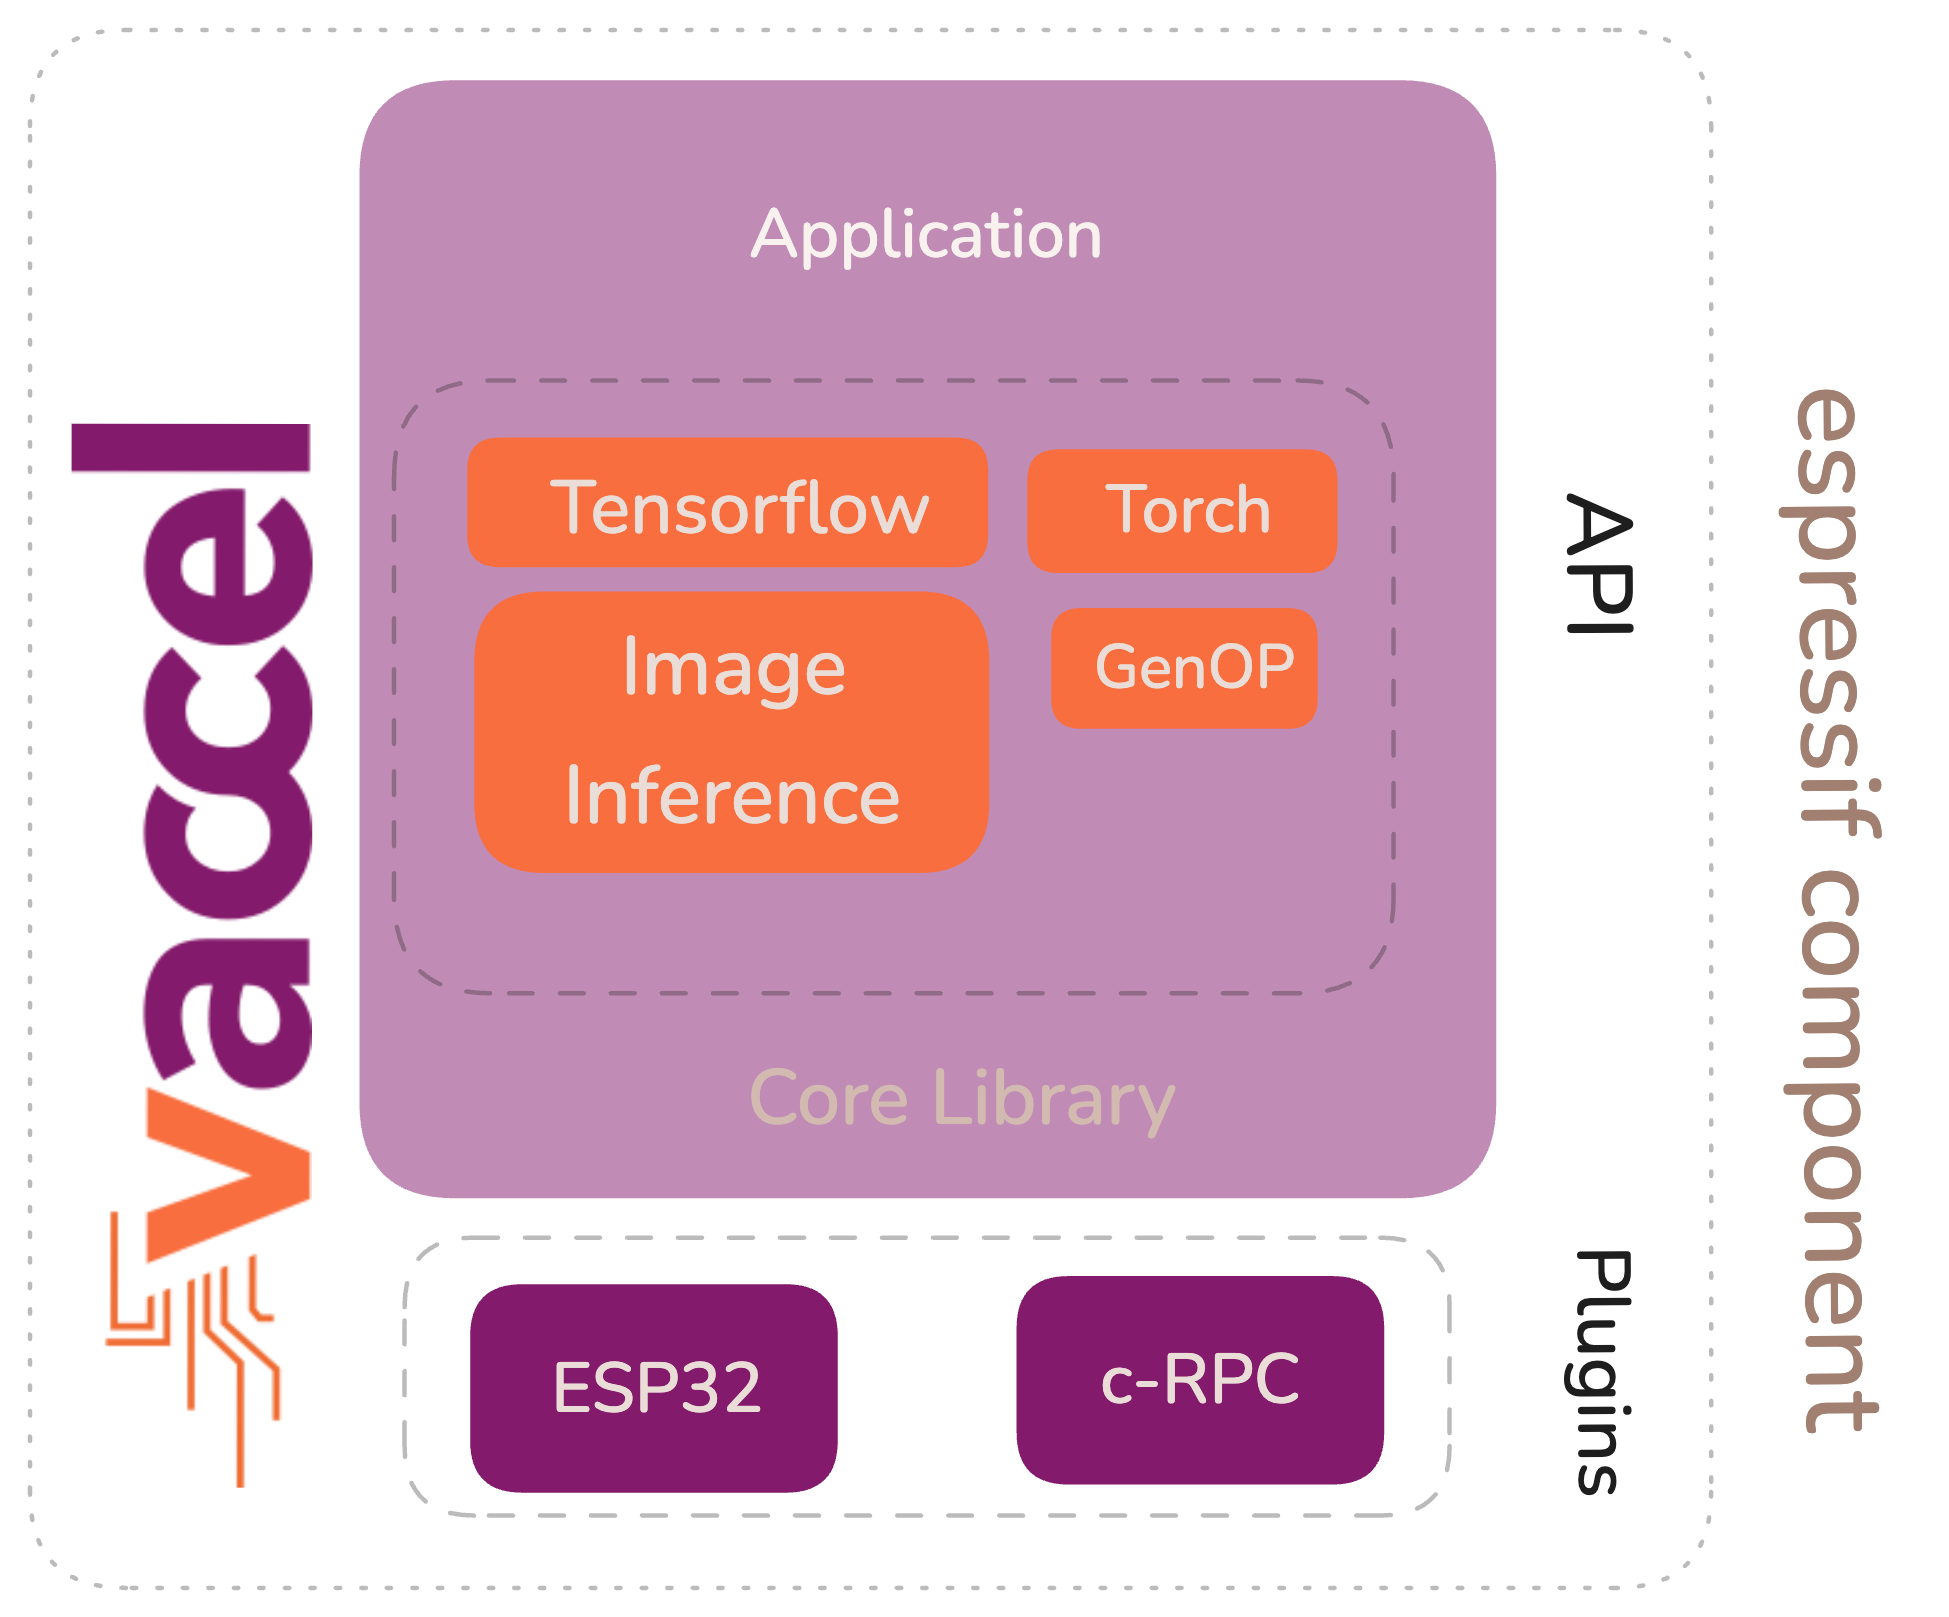 Application
Tensorflow
Torch
Image
Inference
GenOP
Core Library
ESP32
c-RPC
vaccel
API
Plugins
espressif component